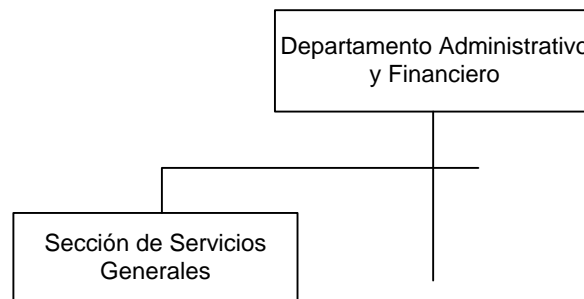 Departamento Administrativo
y Financiero
Sección de Servicios
Generales